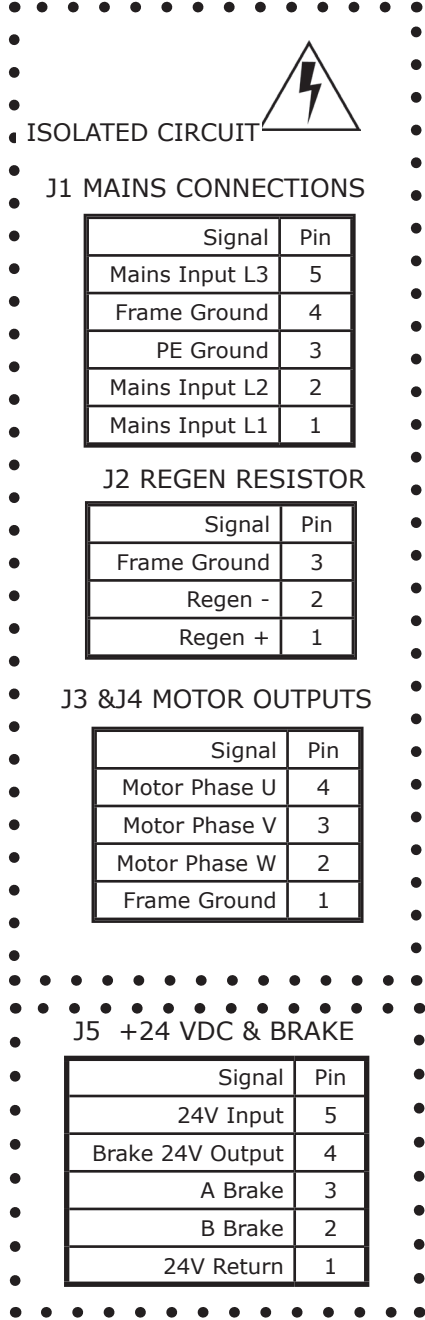 ISOLATED CIRCUIT
J1 MAINS CONNECTIONS
Signal Pin
Mains Input L3 5
Frame Ground 4
PE Ground 3
Mains Input L2 2
Mains Input L1 1
J2 REGEN RESISTOR
Signal Pin
Frame Ground 3
Regen - 2
Regen + 1
J3 &J4 MOTOR OUTPUTS
Signal Pin
Motor Phase U 4
Motor Phase V 3
Motor Phase W 2
Frame Ground 1
J5 +24 VDC & BRAKE
Signal Pin
24V Input 5
Brake 24V Output 4
A Brake 3
B Brake 2
24V Return 1